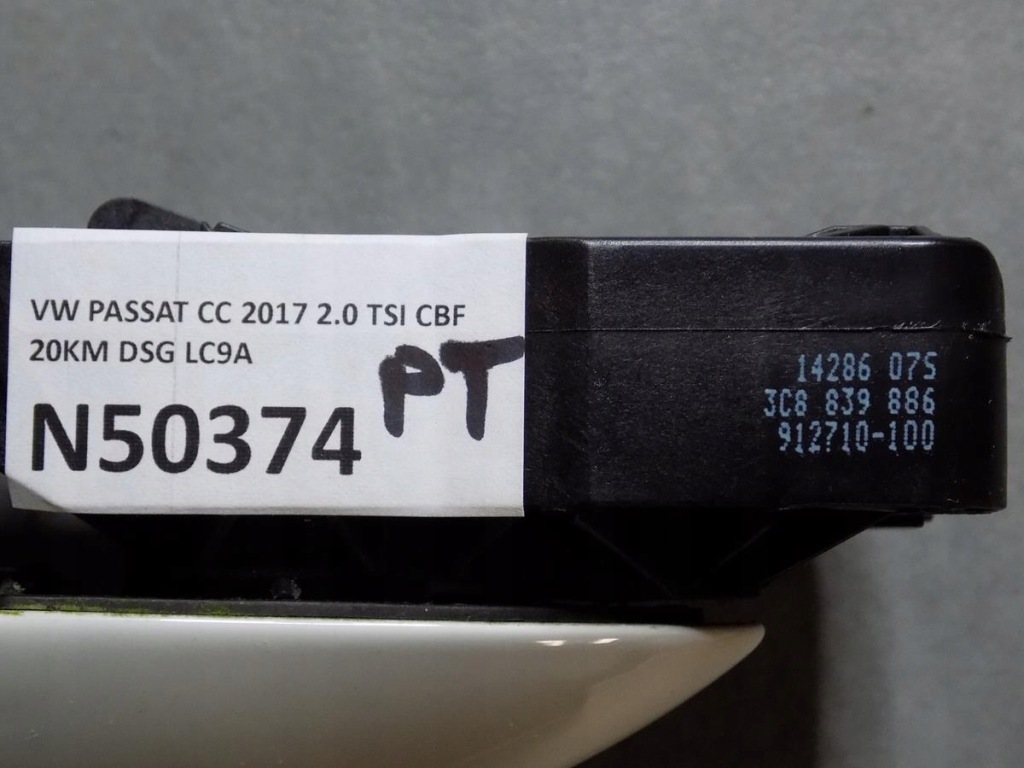 VW PASSAT CC 2017 2.0 TSI CBF
20KM DSG LC9A
N50374
PT
14286 07S
3C8 839 886
912710-100